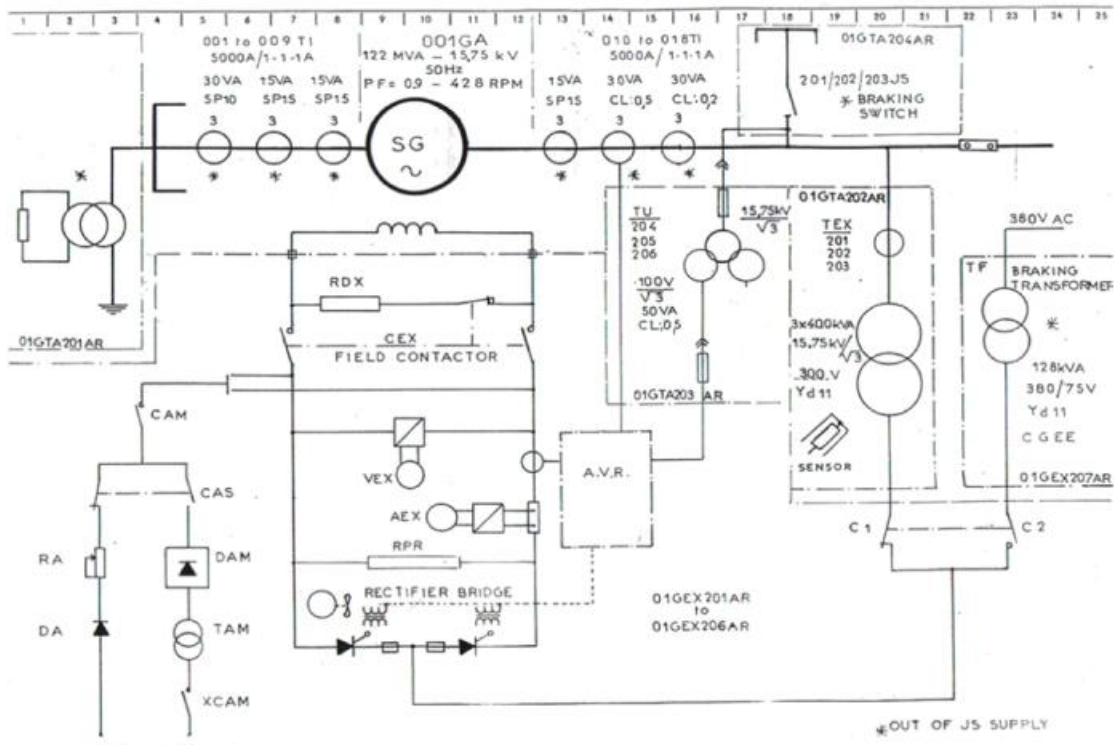 1 2 3 4 5 6 7 8 9 10 11 12 13 14 15 16 17 18 19 20 21 22 23 24 25
001 to 009 TI
5000A/1-1-1A
30VA 15VA 15VA
5P10 5P15 5P15
3 3 3
* * *
001GA
122 MVA - 15,75 kV
50Hz
PF= 0,9 - 428 RPM
SG
~
010 to 018TI
5000A/1-1-1A
15VA 30VA 30VA
5P15 CL:0,5 CL:0,2
3 3 3
* * *
01GTA204AR
201/202/203JS
* BRAKING
SWITCH
*
01GTA201AR
RDX
CEX
FIELD CONTACTOR
TU
204
205
206
100V
√3
50VA
CL:0,5
15,75kV
√3
01GTA203 AR
01GTA202AR
TEX
201
202
203
3x400kVA
15,75kV/√3
300 V
Yd11
SENSOR
380V AC
TF
BRAKING
TRANSFORMER
*
128kVA
380/75V
Yd11
CGEE
01GEX207AR
CAM
CAS
RA
DA
DAM
TAM
XCAM
VEX
AEX
RPR
RECTIFIER BRIDGE
A.V.R.
C1
C2
01GEX201AR
to
01GEX206AR
*OUT OF JS SUPPLY